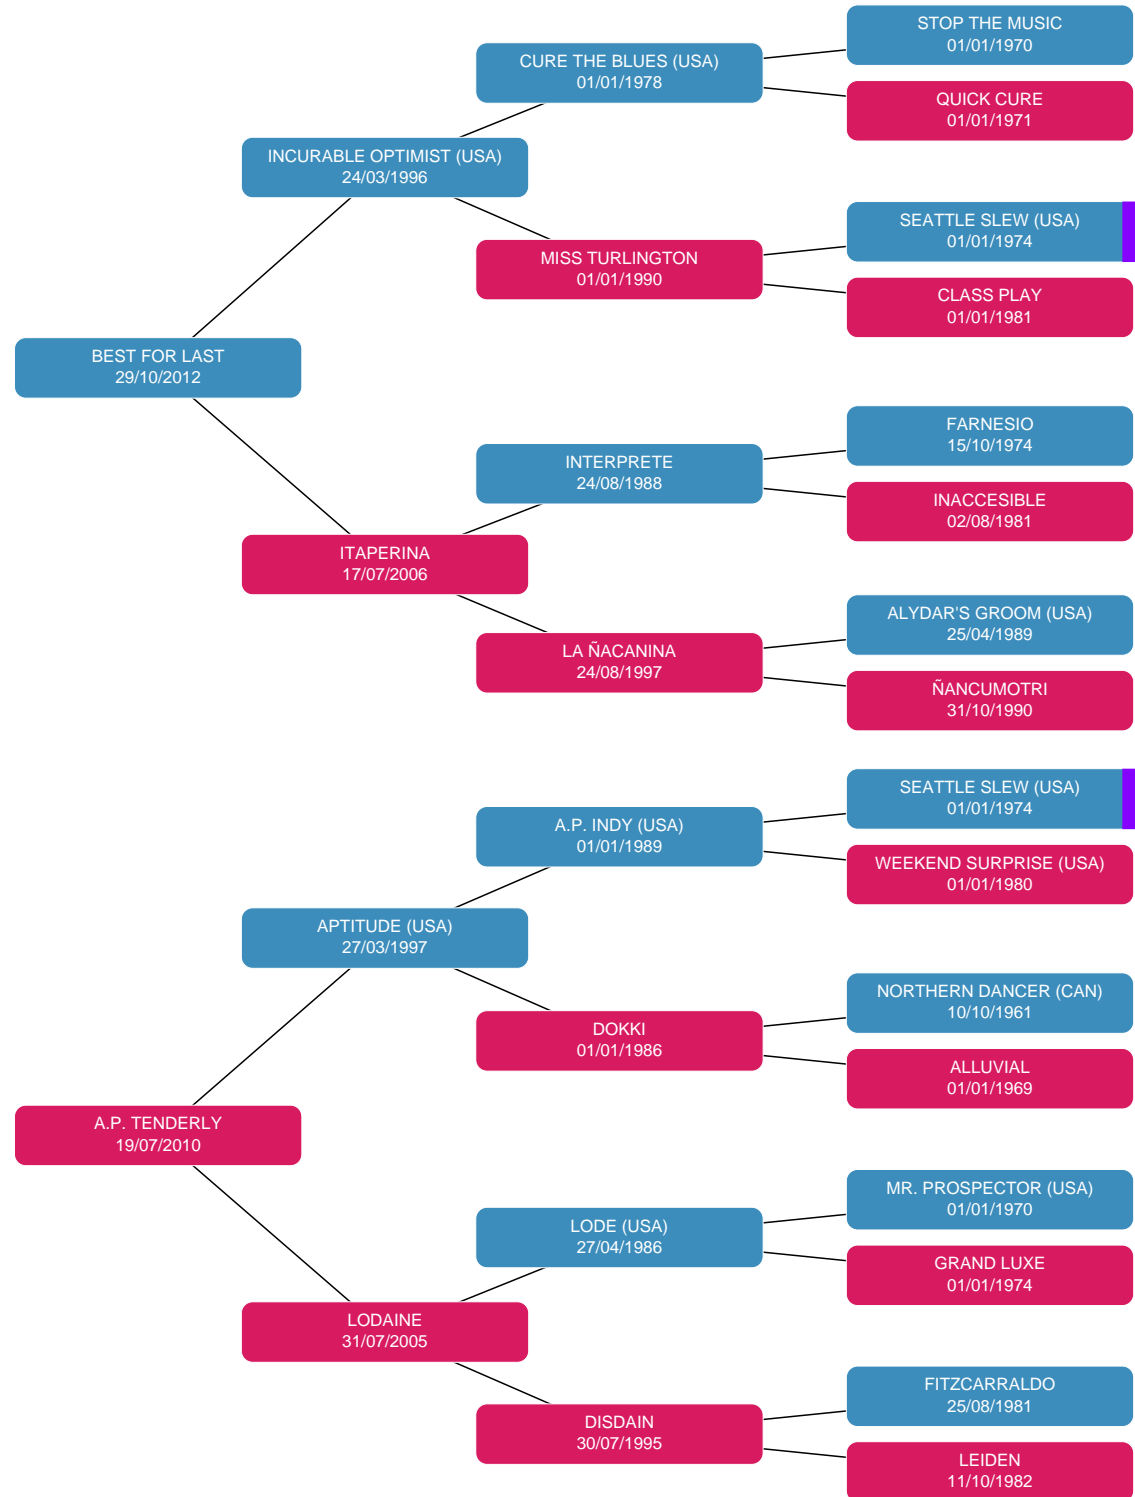 STOP THE MUSIC
01/01/1970
CURE THE BLUES (USA)
01/01/1978
QUICK CURE
01/01/1971
INCURABLE OPTIMIST (USA)
24/03/1996
SEATTLE SLEW (USA)
01/01/1974
MISS TURLINGTON
01/01/1990
CLASS PLAY
01/01/1981
BEST FOR LAST
29/10/2012
FARNESIO
15/10/1974
INTERPRETE
24/08/1988
INACCESIBLE
02/08/1981
ITAPERINA
17/07/2006
ALYDAR'S GROOM (USA)
25/04/1989
LA ÑACANINA
24/08/1997
ÑANCUMOTRI
31/10/1990
SEATTLE SLEW (USA)
01/01/1974
A.P. INDY (USA)
01/01/1989
WEEKEND SURPRISE (USA)
01/01/1980
APTITUDE (USA)
27/03/1997
NORTHERN DANCER (CAN)
10/10/1961
DOKKI
01/01/1986
ALLUVIAL
01/01/1969
A.P. TENDERLY
19/07/2010
MR. PROSPECTOR (USA)
01/01/1970
LODE (USA)
27/04/1986
GRAND LUXE
01/01/1974
LODAINE
31/07/2005
FITZCARRALDO
25/08/1981
DISDAIN
30/07/1995
LEIDEN
11/10/1982